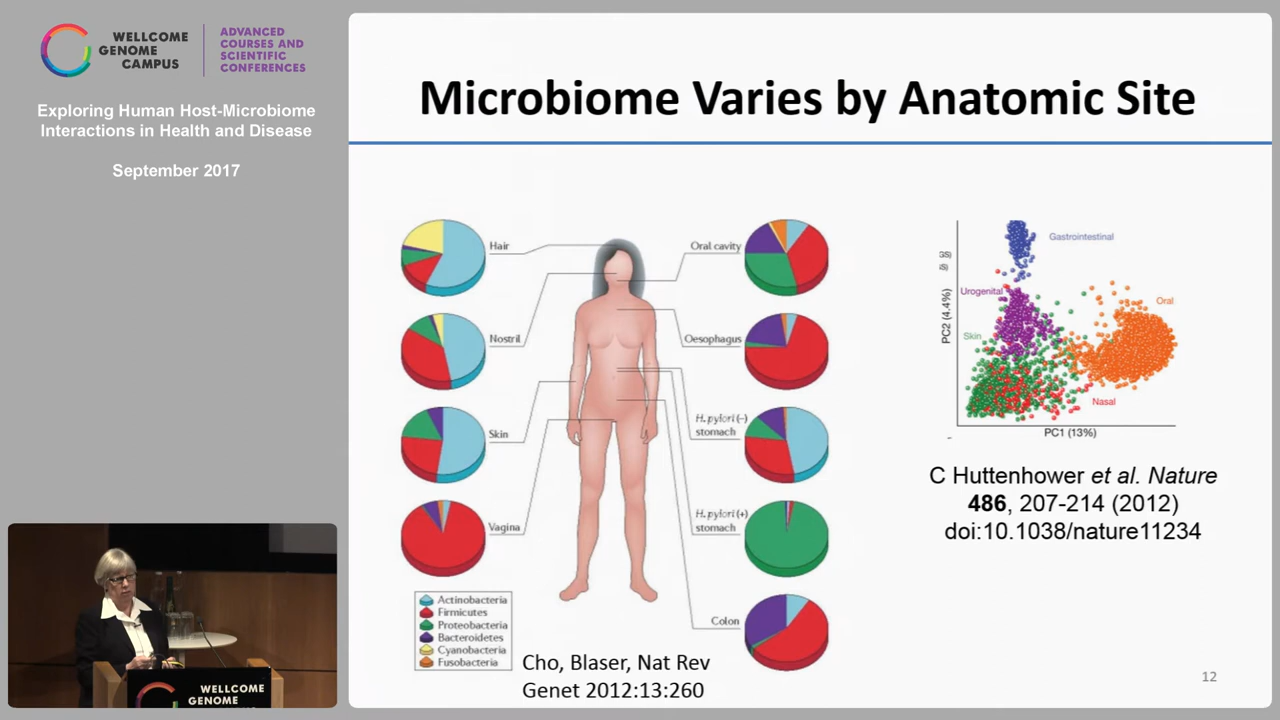 WELLCOME
GENOME
CAMPUS
ADVANCED
COURSES AND
SCIENTIFIC
CONFERENCES
Exploring Human Host-Microbiome
Interactions in Health and Disease
September 2017
Microbiome Varies by Anatomic Site
Hair
Nostril
Skin
Vagina
Oral cavity
Oesophagus
H. pylori (–)
stomach
H. pylori (+)
stomach
Colon
Actinobacteria
Firmicutes
Proteobacteria
Bacteroidetes
Cyanobacteria
Fusobacteria
Cho, Blaser, Nat Rev
Genet 2012:13:260
Gastrointestinal
Urogenital
Oral
Skin
Nasal
PC2 (4.4%)
PC1 (13%)
C Huttenhower et al. Nature
486, 207-214 (2012)
doi:10.1038/nature11234
12
WELLCOME
GENOME